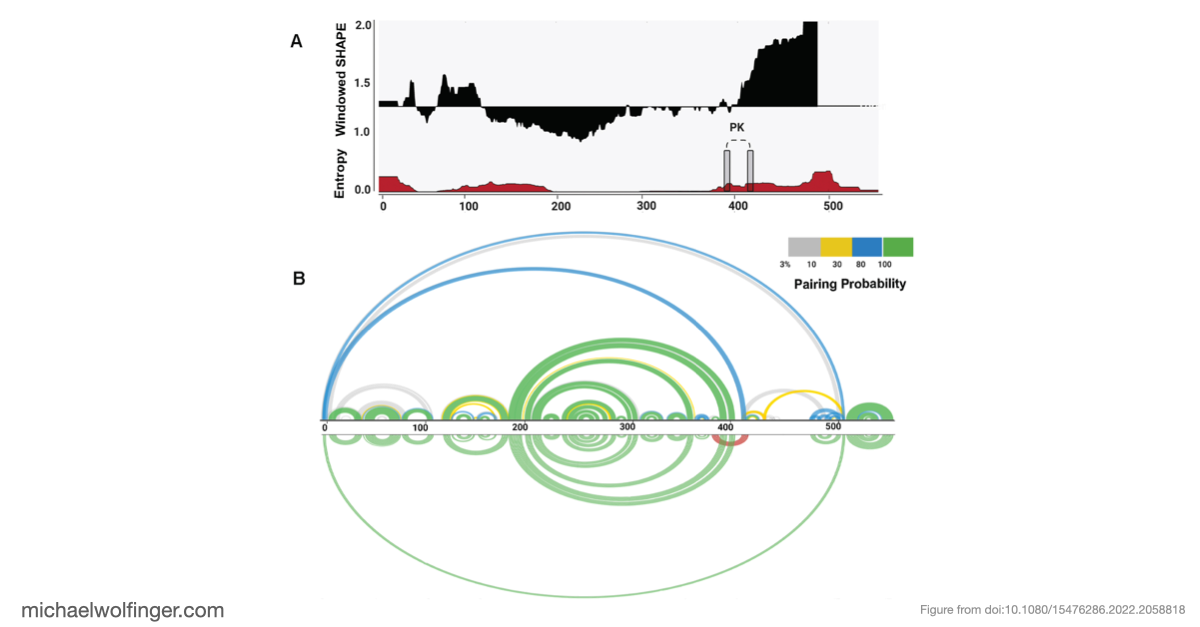 A
Windowed SHAPE
2.0
1.5
1.0
PK
Entropy
0.0
0 100 200 300 400 500
3% 10 30 80 100
Pairing Probability
B
0 100 200 300 400 500
michaelwolfinger.com
Figure from doi:10.1080/15476286.2022.2058818